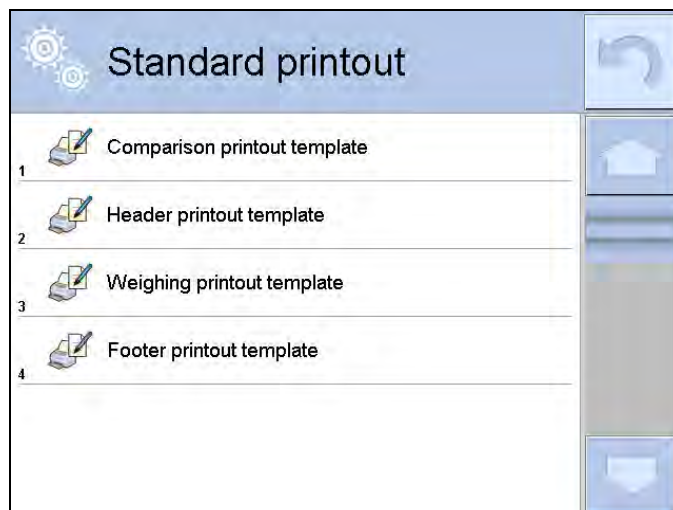 Standard printout
1 Comparison printout template
2 Header printout template
3 Weighing printout template
4 Footer printout template